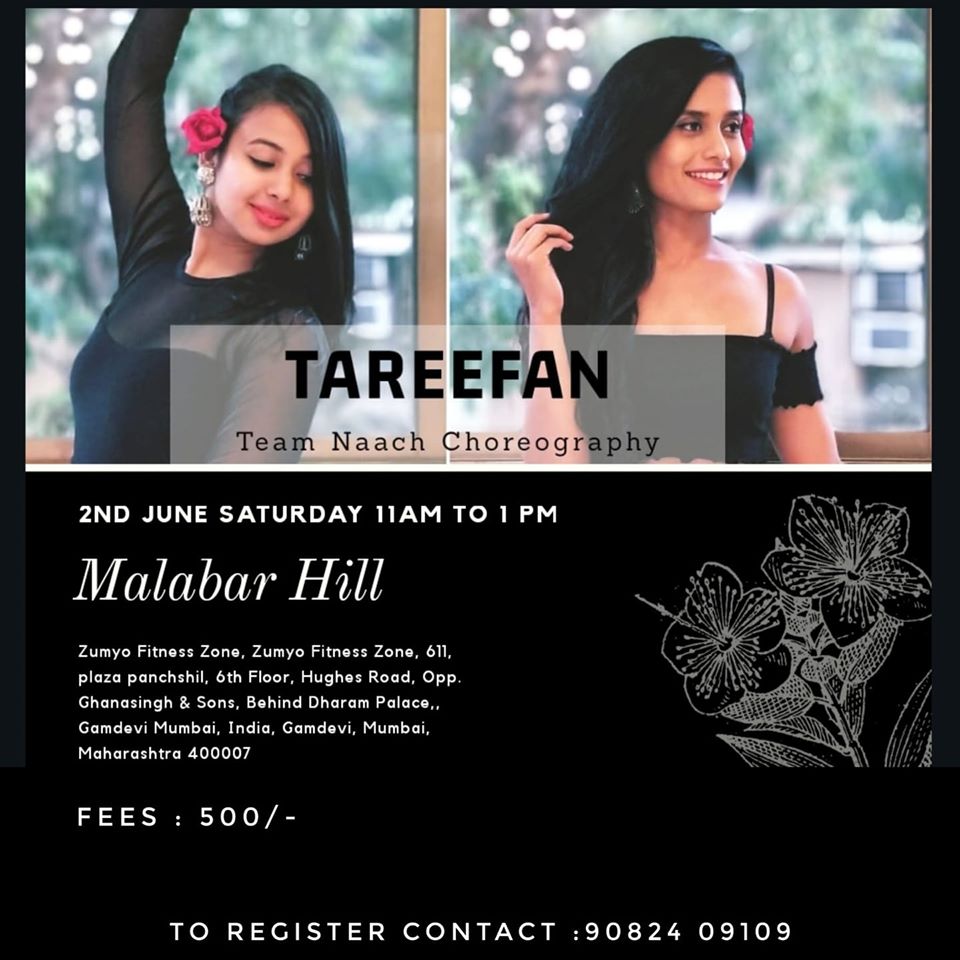 TAREEFAN
Team Naach Choreography
2ND JUNE SATURDAY 11AM TO 1 PM
Malabar Hill
Zumyo Fitness Zone, Zumyo Fitness Zone, 611,
plaza panchshil, 6th Floor, Hughes Road, Opp.
Ghanasingh & Sons, Behind Dharam Palace,,
Gamdevi Mumbai, India, Gamdevi, Mumbai,
Maharashtra 400007
FEES : 500/-
TO REGISTER CONTACT :90824 09109